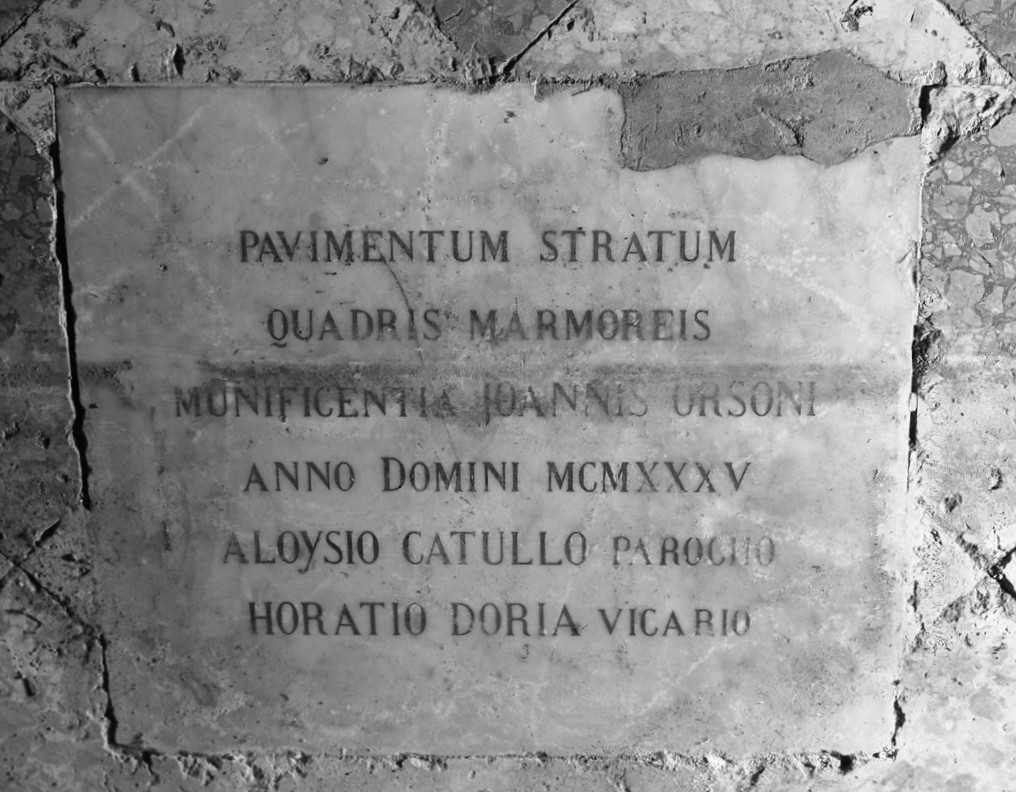 PAVIMENTUM STRATUM
QUADRIS MARMOREIS
MUNIFICENTIA JOANNIS URSONI
ANNO DOMINI MCMXXXV
ALOYSIO CATULLO PAROCHO
HORATIO DORIA VICARIO